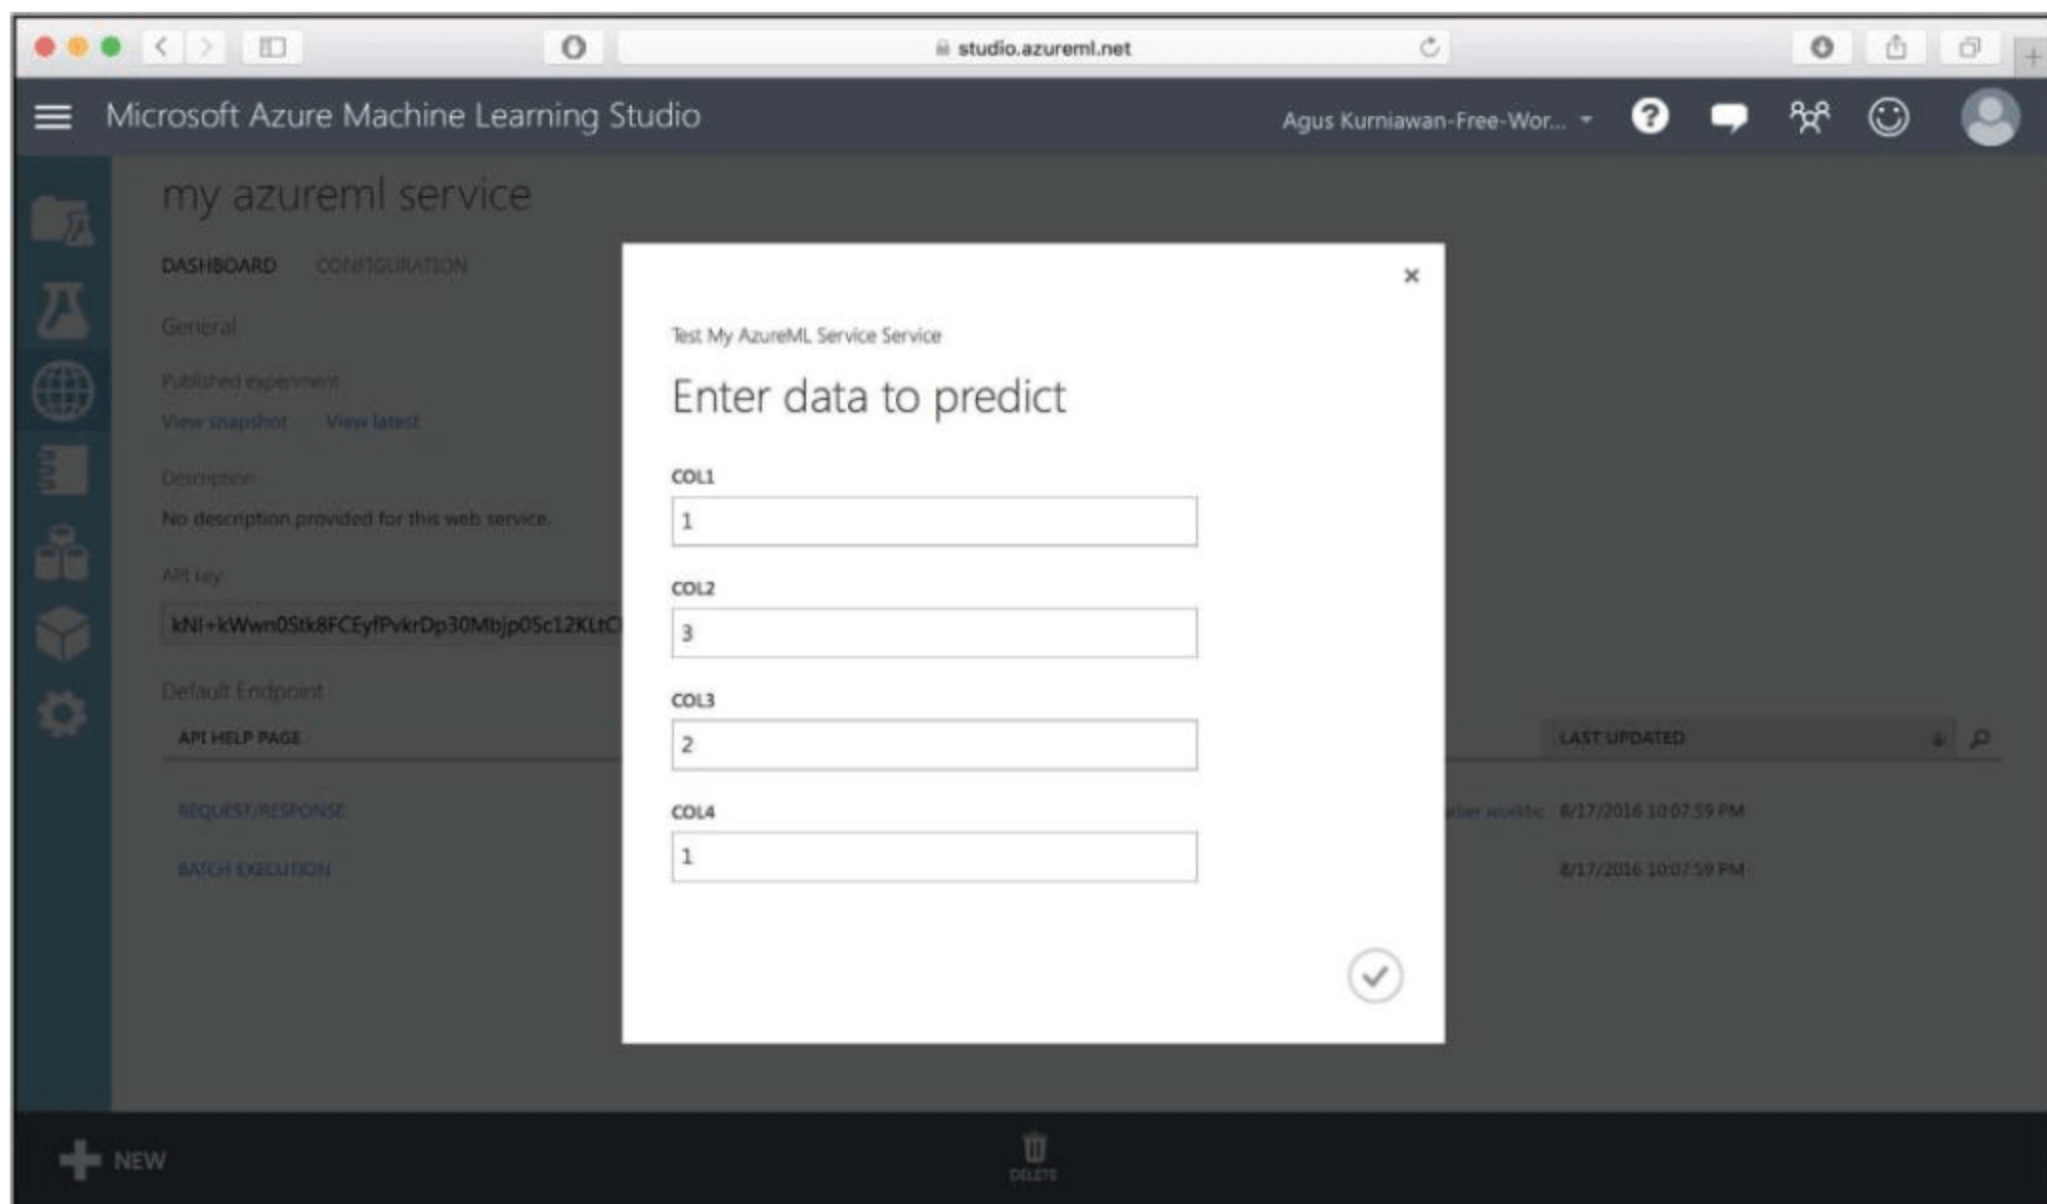 studio.azureml.net
Microsoft Azure Machine Learning Studio
Agus Kurniawan-Free-Wor...
my azureml service
DASHBOARD CONFIGURATION
General
Published experiment
View snapshot View latest
Description
No description provided for this web service.
API key
Default Endpoint
API HELP PAGE
LAST UPDATED
REQUEST/RESPONSE
8/17/2016 10:07:59 PM
BATCH EXECUTION
8/17/2016 10:07:59 PM
Test My AzureML Service Service
Enter data to predict
COL1
1
COL2
3
COL3
2
COL4
1
NEW
DELETE